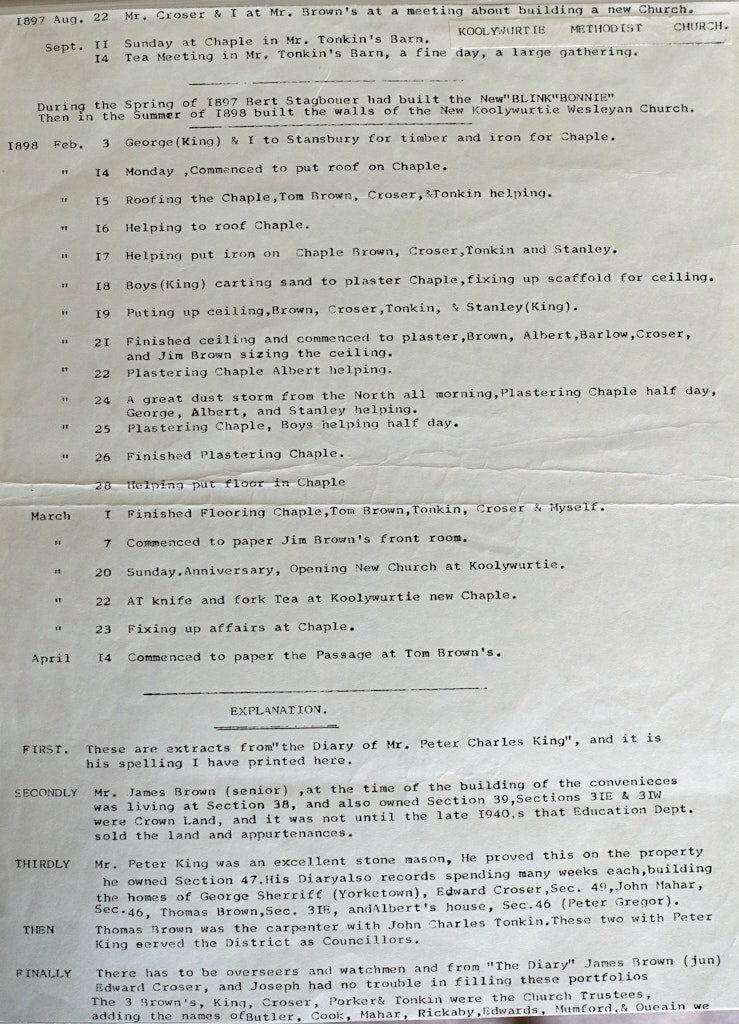 1897 Aug. 22 Mr. Croser & I at Mr. Brown's at a meeting about building a new Church.
KOOLYWURTIE METHODIST CHURCH.
Sept. II Sunday at Chaple in Mr. Tonkin's Barn.
I4 Tea Meeting in Mr. Tonkin's Barn, a fine day, a large gathering.
During the Spring of I897 Bert Stagbouer had built the New"BLINK"BONNIE"
Then in the Summer of I898 built the walls of the New Koolywurtie Wesleyan Church.
I898 Feb. 3 George(King) & I to Stansbury for timber and iron for Chaple.
" I4 Monday ,Commenced to put roof on Chaple.
" I5 Roofing the Chaple,Tom Brown, Croser,&Tonkin helping.
" I6 Helping to roof Chaple.
" I7 Helping put iron on Chaple Brown, Croser,Tonkin and Stanley.
" I8 Boys(King) carting sand to plaster Chaple,fixing up scaffold for ceiling.
" I9 Puting up ceiling,Brown, Croser,Tonkin, & Stanley(King).
" 2I Finished ceiling and commenced to plaster,Brown, Albert,Barlow,Croser,
and Jim Brown sizing the ceiling.
" 22 Plastering Chaple Albert helping.
" 24 A great dust storm from the North all morning,Plastering Chaple half day,
George, Albert, and Stanley helping.
" 25 Plastering Chaple, Boys helping half day.
" 26 Finished Plastering Chaple.
28 Helping put floor in Chaple
March I Finished Flooring Chaple,Tom Brown,Tonkin, Croser & Myself.
" 7 Commenced to paper Jim Brown's front room.
" 20 Sunday.Anniversary, Opening New Church at Koolywurtie.
" 22 AT knife and fork Tea at Koolywurtie new Chaple.
" 23 Fixing up affairs at Chaple.
April I4 Commenced to paper the Passage at Tom Brown's.
EXPLANATION.
FIRST. These are extracts from"the Diary of Mr. Peter Charles King", and it is
his spelling I have printed here.
SECONDLY Mr. James Brown (senior) ,at the time of the building of the convenieces
was living at Section 38, and also owned Section 39,Sections 3IE & 3IW
were Crown Land, and it was not until the late I940,s that Education Dept.
sold the land and appurtenances.
THIRDLY Mr. Peter King was an excellent stone mason, He proved this on the property
he owned Section 47.His Diaryalso records spending many weeks each,building
the homes of George Sherriff (Yorketown), Edward Croser,Sec. 49,John Mahar,
Sec.46, Thomas Brown,Sec. 3IE, andAlbert's house, Sec.46 (Peter Gregor).
THEN Thomas Brown was the carpenter with John Charles Tonkin.These two with Peter
King served the District as Councillors.
FINALLY There has to be overseers and watchmen and from "The Diary" James Brown (jun)
Edward Croser, and Joseph had no trouble in filling these portfolios
The 3 Brown's, King, Croser, Porker& Tonkin were the Church Trustees,
adding the names ofButler, Cook, Mahar, Rickaby,Edwards, Mumford,& Queain we